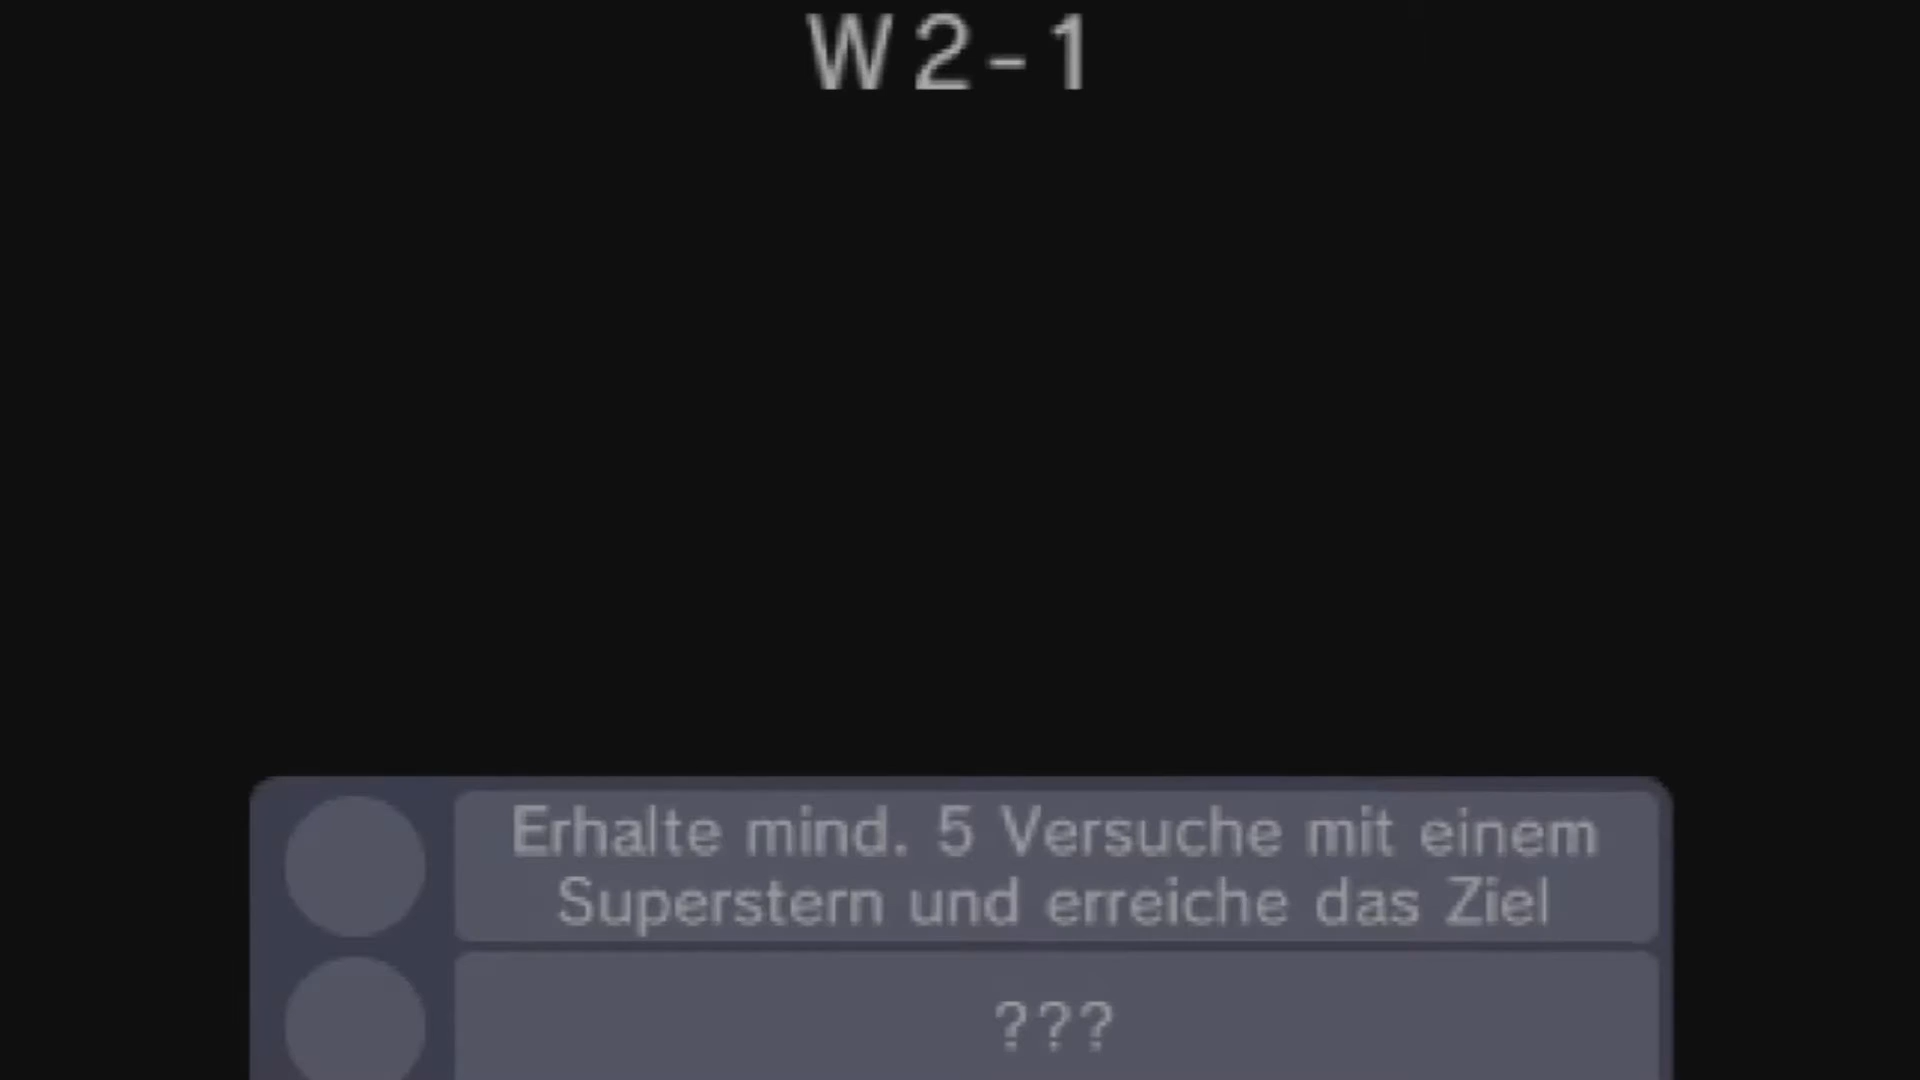 W2-1
Erhalte mind. 5 Versuche mit einem
Superstern und erreiche das Ziel
???